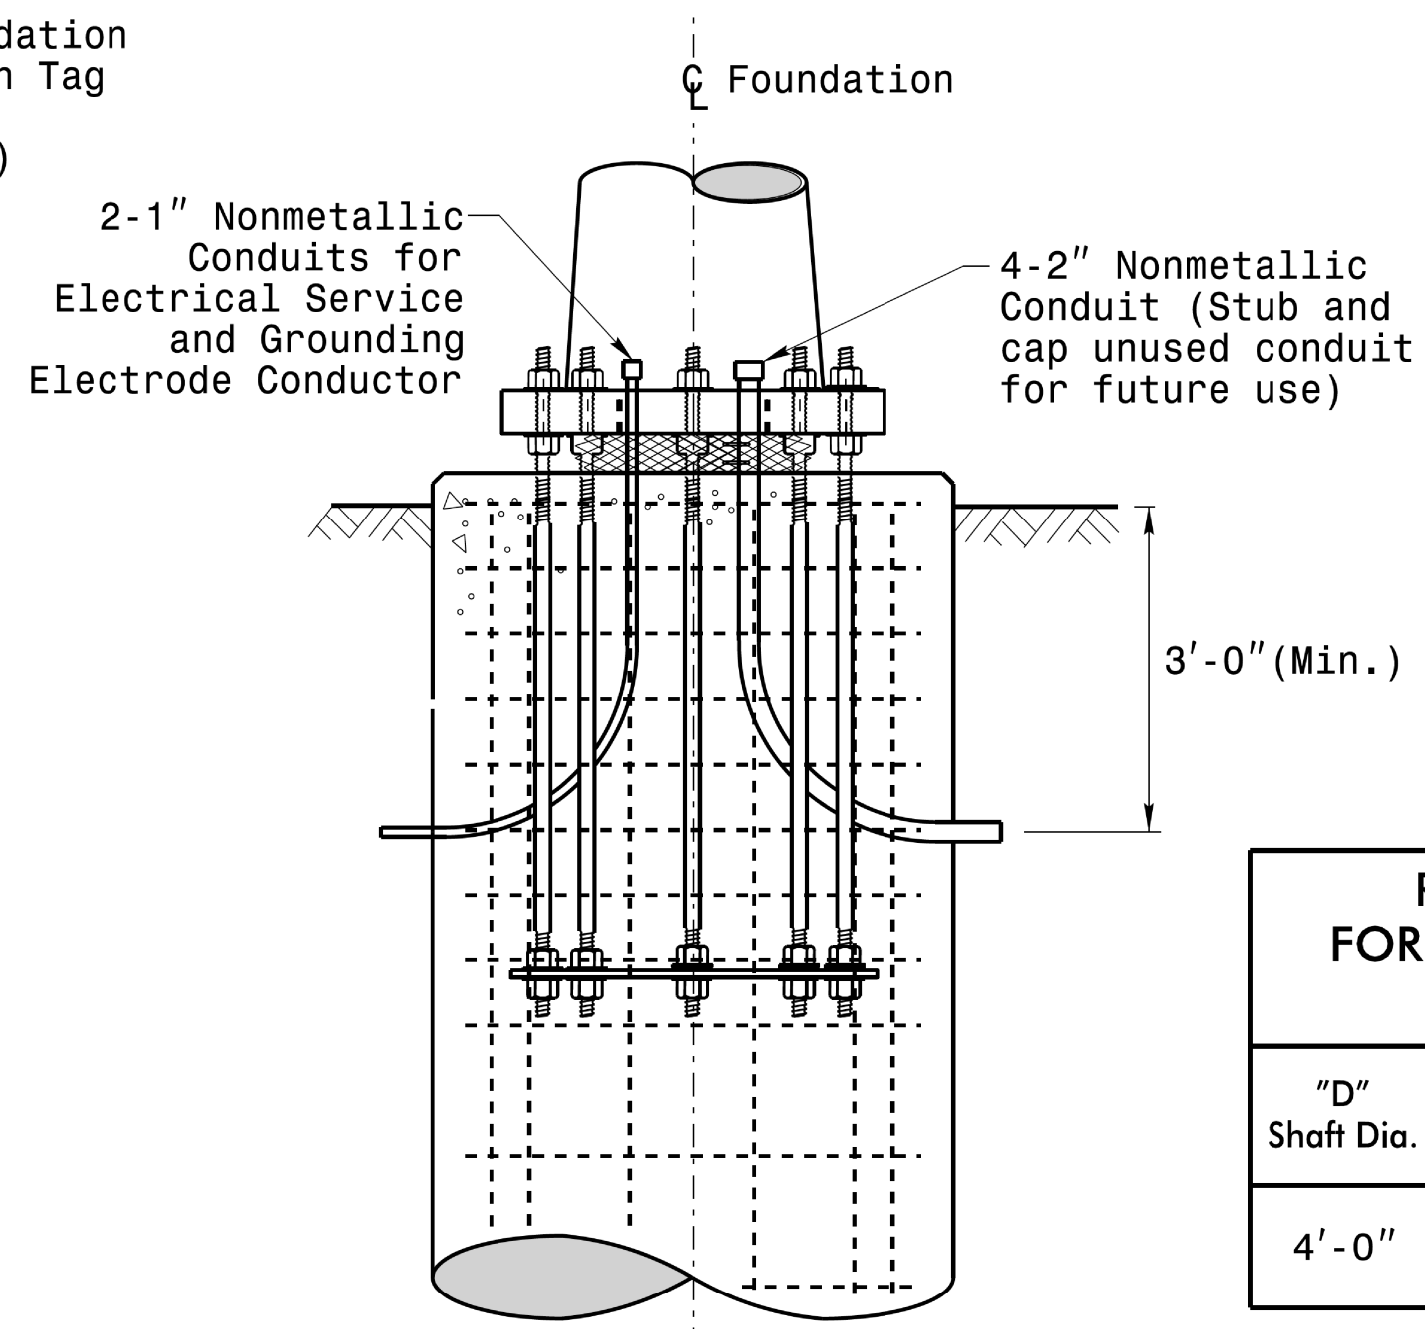 dation
n Tag
)
℄ Foundation
2-1" Nonmetallic
Conduits for
Electrical Service
and Grounding
Electrode Conductor
4-2" Nonmetallic
Conduit (Stub and
cap unused conduit
for future use)
3'-0"(Min.)
FOR
"D"
Shaft Dia.
4'-0"